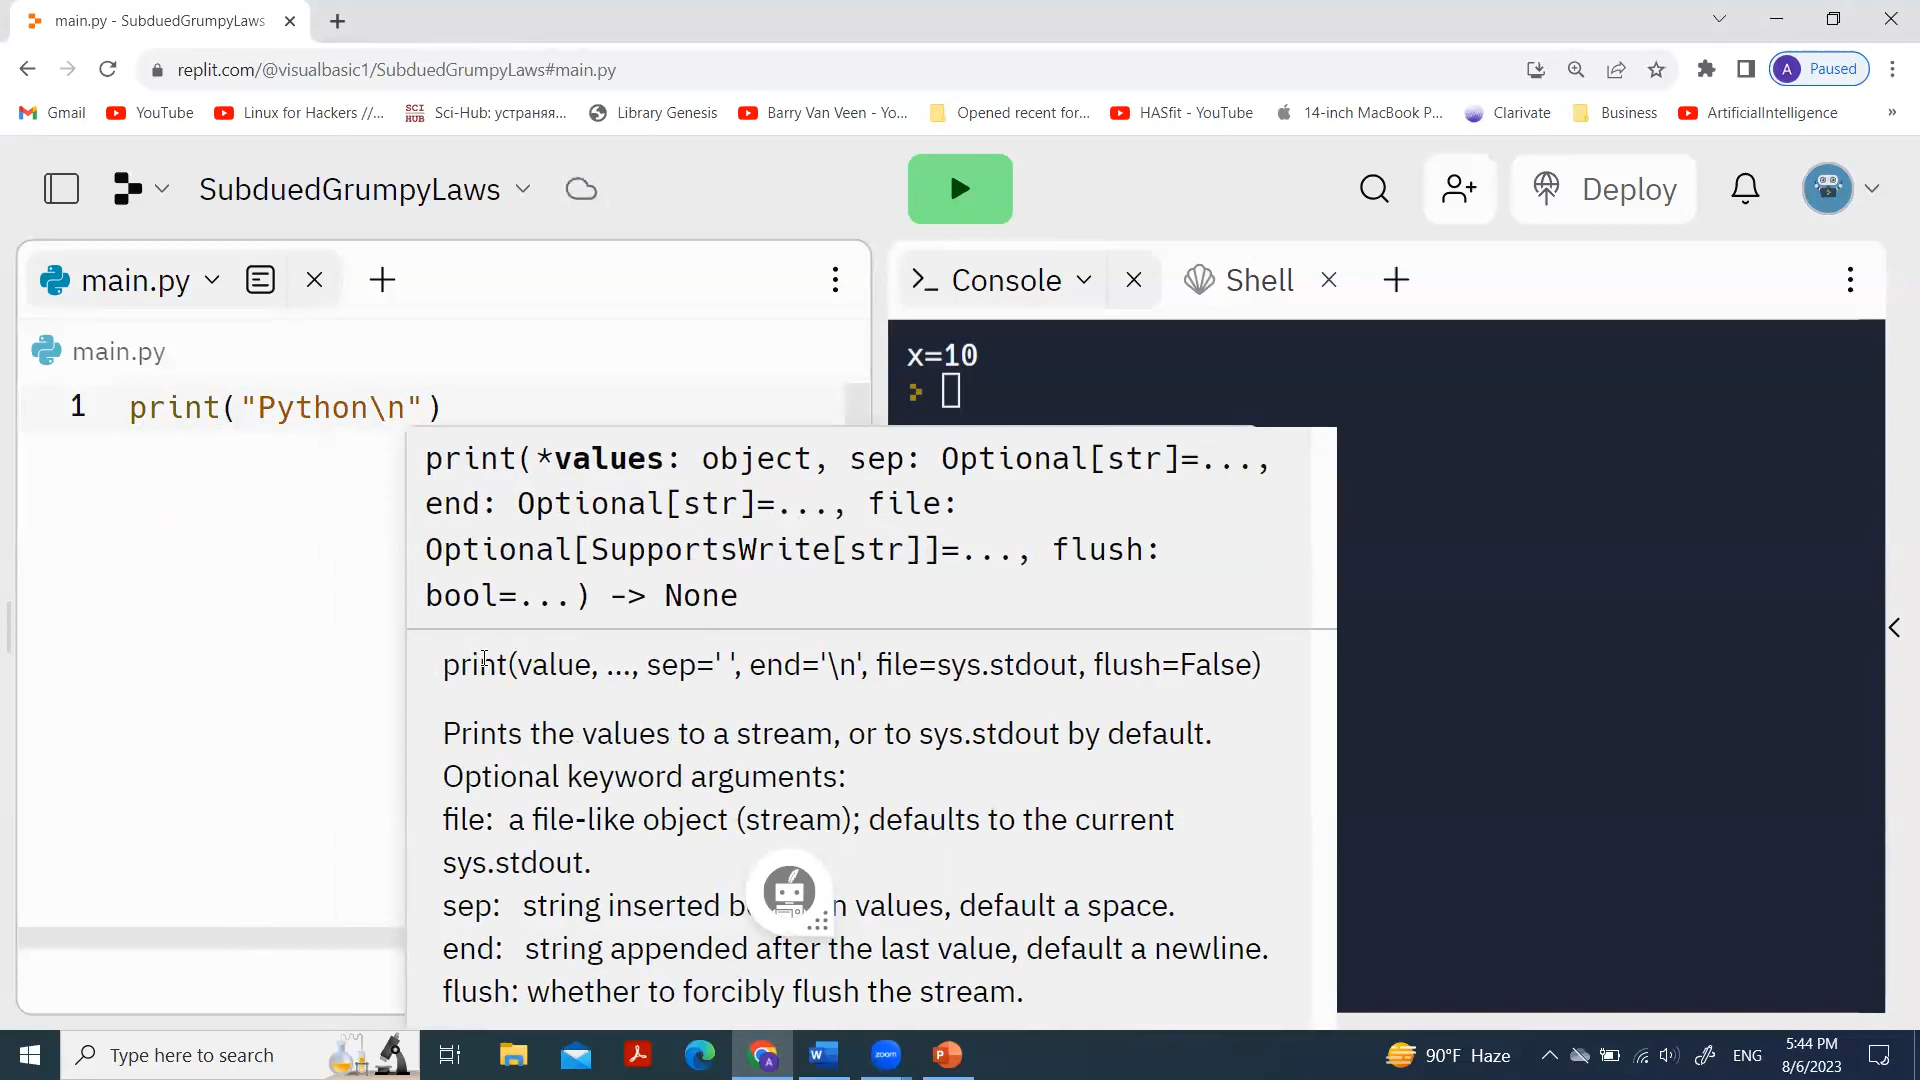 main.py - SubduedGrumpyLaws
replit.com/@visualbasic1/SubduedGrumpyLaws#main.py
A Paused
Gmail YouTube Linux for Hackers //... SCI HUB Sci-Hub: устраняя... Library Genesis Barry Van Veen - Yo... Opened recent for... HASfit - YouTube 14-inch MacBook P... Clarivate Business ArtificialIntelligence »
SubduedGrumpyLaws Deploy
main.py Console Shell
main.py
x=10
1 print("Python\n")
print(*values: object, sep: Optional[str]=...,
end: Optional[str]=..., file:
Optional[SupportsWrite[str]]=..., flush:
bool=...) -> None
print(value, ..., sep=' ', end='\n', file=sys.stdout, flush=False)
Prints the values to a stream, or to sys.stdout by default.
Optional keyword arguments:
file: a file-like object (stream); defaults to the current
sys.stdout.
sep: string inserted values, default a space.
end: string appended after the last value, default a newline.
flush: whether to forcibly flush the stream.
Type here to search
zoom
90°F Haze
ENG
5:44 PM
8/6/2023